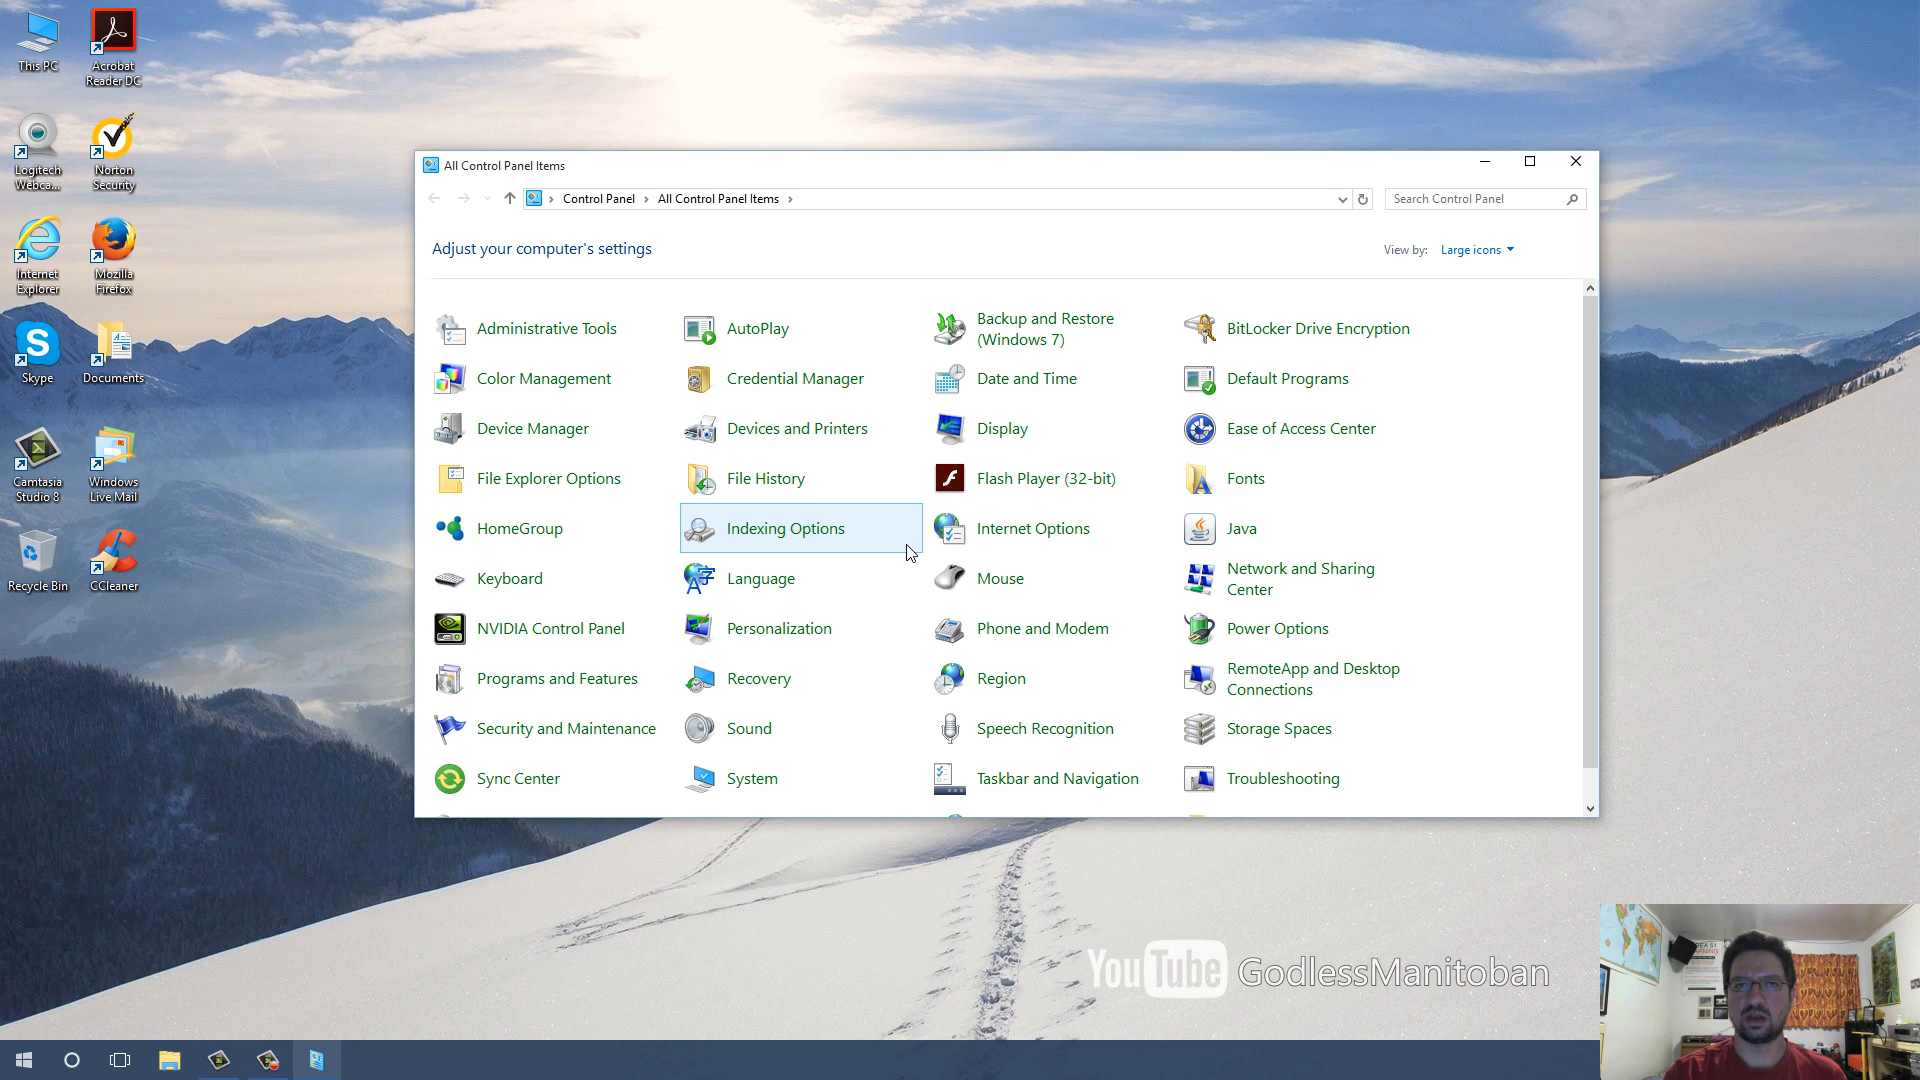 This PC
Acrobat
Reader DC
Logitech
Webca...
Norton
Security
Internet
Explorer
Mozilla
Firefox
Skype
Documents
Camtasia
Studio 8
Windows
Live Mail
Recycle Bin
CCleaner
All Control Panel Items
Control Panel
All Control Panel Items
Search Control Panel
Adjust your computer's settings
View by:
Large icons
Administrative Tools
AutoPlay
Backup and Restore
(Windows 7)
BitLocker Drive Encryption
Color Management
Credential Manager
Date and Time
Default Programs
Device Manager
Devices and Printers
Display
Ease of Access Center
File Explorer Options
File History
Flash Player (32-bit)
Fonts
HomeGroup
Indexing Options
Internet Options
Java
Keyboard
Language
Mouse
Network and Sharing
Center
NVIDIA Control Panel
Personalization
Phone and Modem
Power Options
Programs and Features
Recovery
Region
RemoteApp and Desktop
Connections
Security and Maintenance
Sound
Speech Recognition
Storage Spaces
Sync Center
System
Taskbar and Navigation
Troubleshooting
YouTube GodlessManitoban